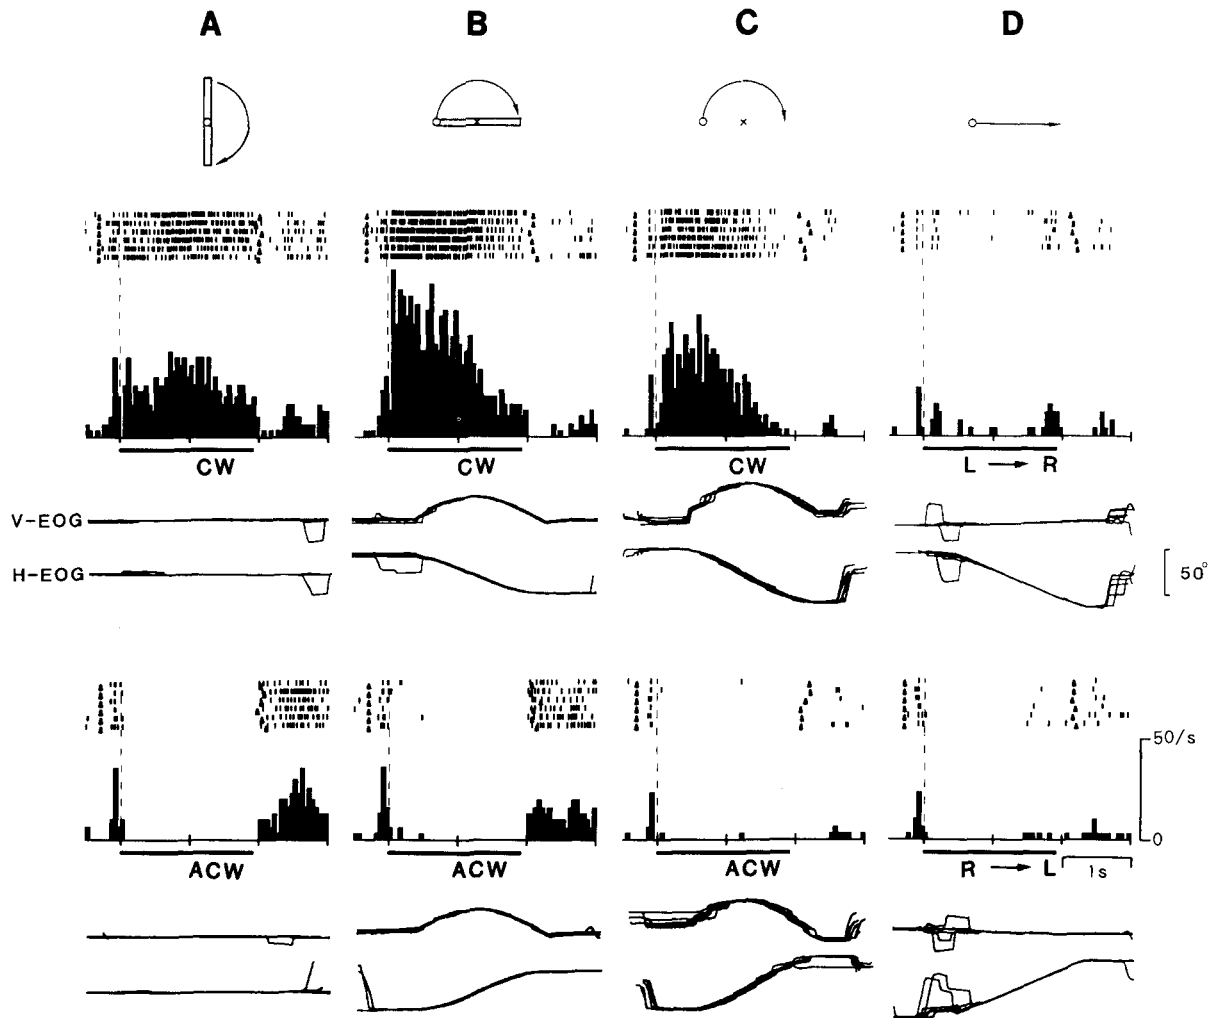 A B C D
CW CW CW L → R
V-EOG
H-EOG
50°
50/s
0
ACW ACW ACW R → L 1s